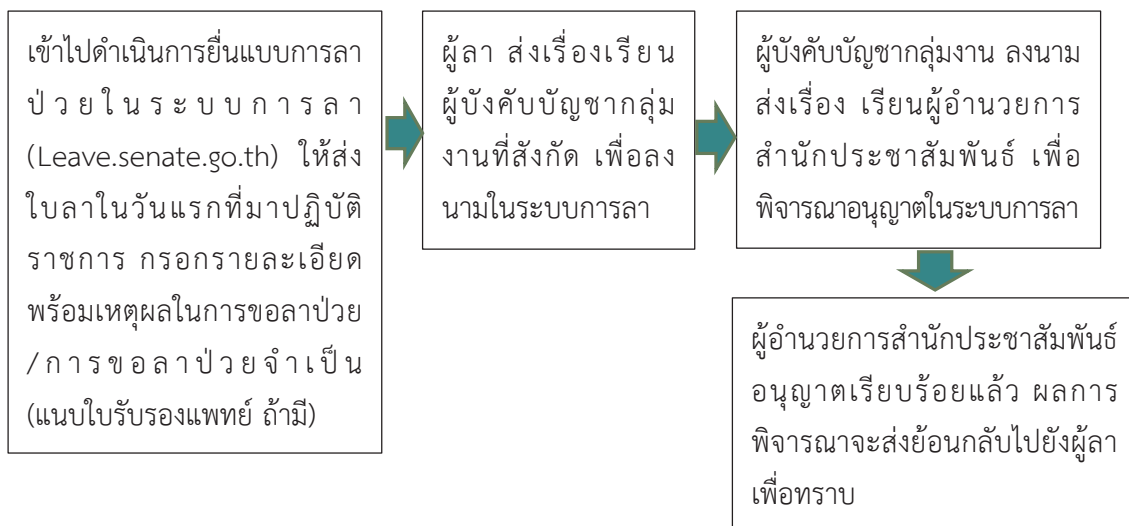 เข้าไปดำเนินการยื่นแบบการลา
ป่วยในระบบการลา
(Leave.senate.go.th) ให้ส่ง
ใบลาในวันแรกที่มาปฏิบัติ
ราชการ กรอกรายละเอียด
พร้อมเหตุผลในการขอลาป่วย
/การขอลาป่วยจำเป็น
(แนบใบรับรองแพทย์ ถ้ามี)
ผู้ลา ส่งเรื่องเรียน
ผู้บังคับบัญชากลุ่ม
งานที่สังกัด เพื่อลง
นามในระบบการลา
ผู้บังคับบัญชากลุ่มงาน ลงนาม
ส่งเรื่อง เรียนผู้อำนวยการ
สำนักประชาสัมพันธ์ เพื่อ
พิจารณาอนุญาตในระบบการลา
ผู้อำนวยการสำนักประชาสัมพันธ์
อนุญาตเรียบร้อยแล้ว ผลการ
พิจารณาจะส่งย้อนกลับไปยังผู้ลา
เพื่อทราบ